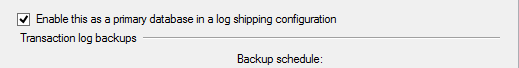 Enable this as a primary database in a log shipping configuration
Transaction log backups
Backup schedule: